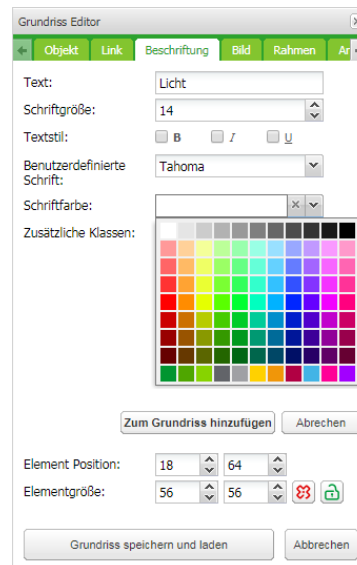 Grundriss Editor
Objekt Link Beschriftung Bild Rahmen Ar
Text: Licht
Schriftgröße: 14
Textstil: B I U
Benutzerdefinierte Schrift: Tahoma
Schriftfarbe:
Zusätzliche Klassen:
Zum Grundriss hinzufügen Abrechen
Element Position: 18 64
Elementgröße: 56 56
Grundriss speichern und laden Abbrechen